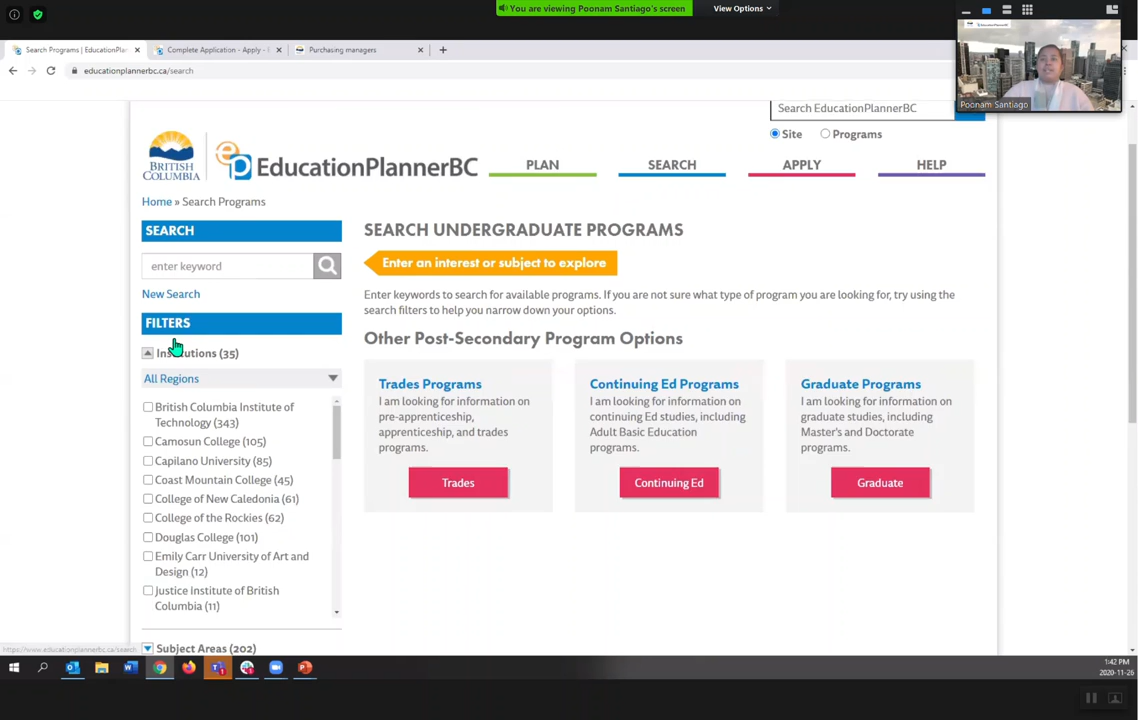 You are viewing Poonam Santiago's screen
View Options
Search Programs | EducationPlan
Complete Application - Apply - E
Purchasing managers
educationplannerbc.ca/search
Poonam Santiago
Search EducationPlannerBC
Site
Programs
BRITISH COLUMBIA
EducationPlannerBC
PLAN
SEARCH
APPLY
HELP
Home » Search Programs
SEARCH
enter keyword
New Search
FILTERS
Institutions (35)
All Regions
British Columbia Institute of
Technology (343)
Camosun College (105)
Capilano University (85)
Coast Mountain College (45)
College of New Caledonia (61)
College of the Rockies (62)
Douglas College (101)
Emily Carr University of Art and
Design (12)
Justice Institute of British
Columbia (11)
Subject Areas (202)
SEARCH UNDERGRADUATE PROGRAMS
Enter an interest or subject to explore
Enter keywords to search for available programs. If you are not sure what type of program you are looking for, try using the
search filters to help you narrow down your options.
Other Post-Secondary Program Options
Trades Programs
I am looking for information on
pre-apprenticeship,
apprenticeship, and trades
programs.
Trades
Continuing Ed Programs
I am looking for information on
continuing Ed studies, including
Adult Basic Education
programs.
Continuing Ed
Graduate Programs
I am looking for information on
graduate studies, including
Master's and Doctorate
programs.
Graduate
https://www.educationplannerbc.ca/search
1:42 PM
2020-11-26